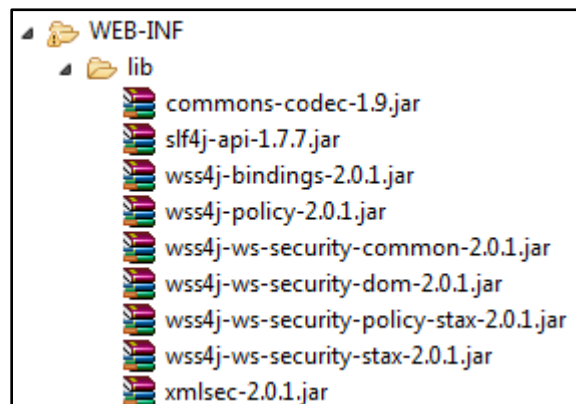 WEB-INF
lib
commons-codec-1.9.jar
slf4j-api-1.7.7.jar
wss4j-bindings-2.0.1.jar
wss4j-policy-2.0.1.jar
wss4j-ws-security-common-2.0.1.jar
wss4j-ws-security-dom-2.0.1.jar
wss4j-ws-security-policy-stax-2.0.1.jar
wss4j-ws-security-stax-2.0.1.jar
xmlsec-2.0.1.jar